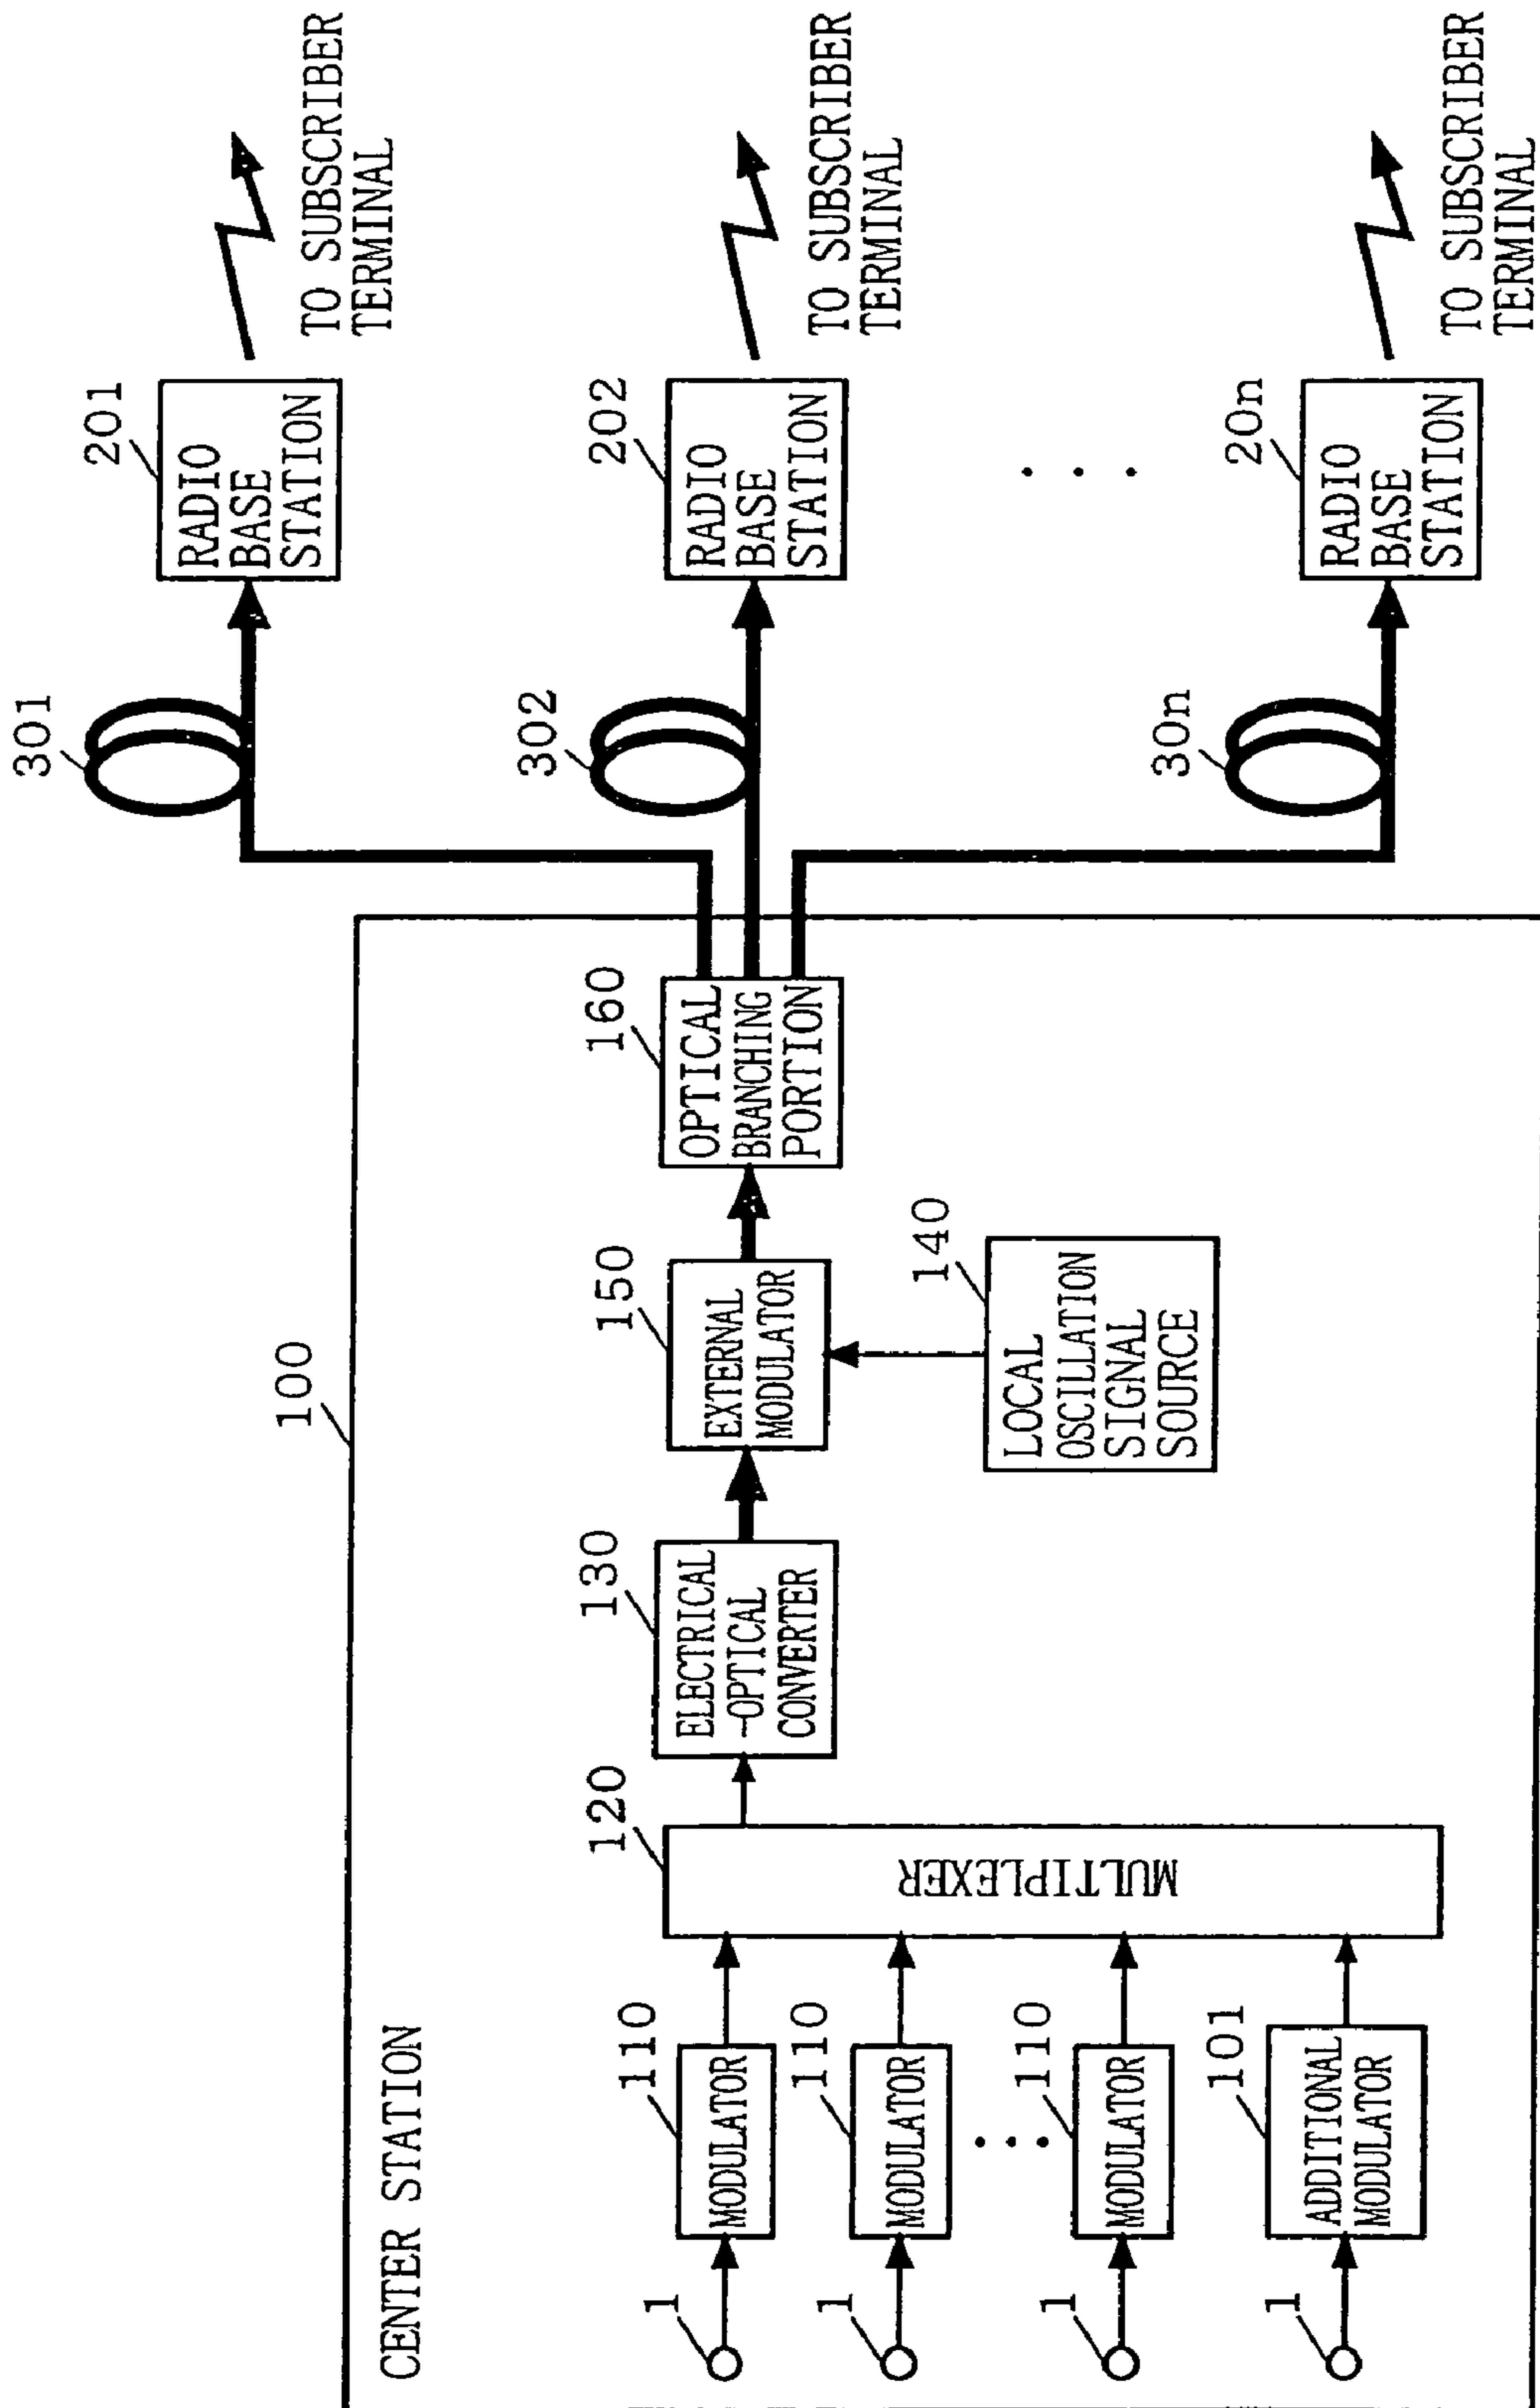 CENTER STATION
100
1
110
MODULATOR
1
110
MODULATOR
1
110
MODULATOR
1
101
ADDITIONAL
MODULATOR
120
MULTIPLEXER
130
ELECTRICAL
-OPTICAL
CONVERTER
150
EXTERNAL
MODULATOR
140
LOCAL
OSCILLATION
SIGNAL
SOURCE
160
OPTICAL
BRANCHING
PORTION
301
201
RADIO
BASE
STATION
TO SUBSCRIBER
TERMINAL
302
202
RADIO
BASE
STATION
TO SUBSCRIBER
TERMINAL
30n
20n
RADIO
BASE
STATION
TO SUBSCRIBER
TERMINAL